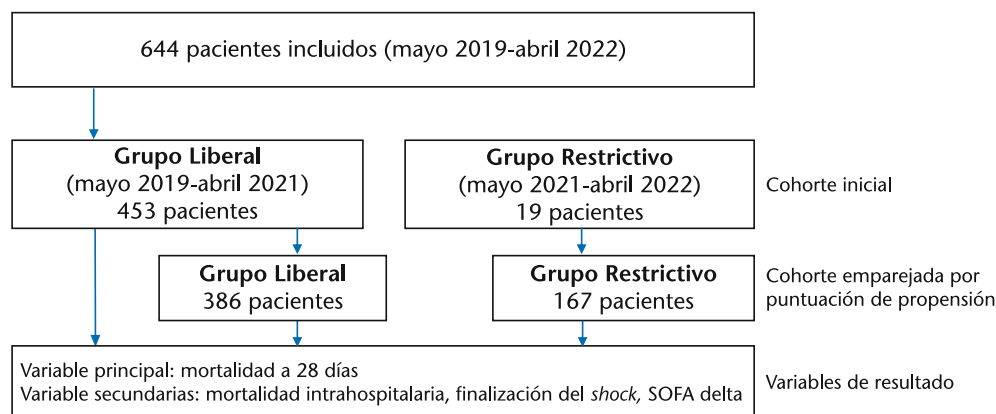 644 pacientes incluidos (mayo 2019-abril 2022)
Grupo Liberal
(mayo 2019-abril 2021)
453 pacientes
Grupo Restrictivo
(mayo 2021-abril 2022)
19 pacientes
Cohorte inicial
Grupo Liberal
386 pacientes
Grupo Restrictivo
167 pacientes
Cohorte emparejada por
puntuación de propensión
Variable principal: mortalidad a 28 días
Variable secundarias: mortalidad intrahospitalaria, finalización del shock, SOFA delta
Variables de resultado